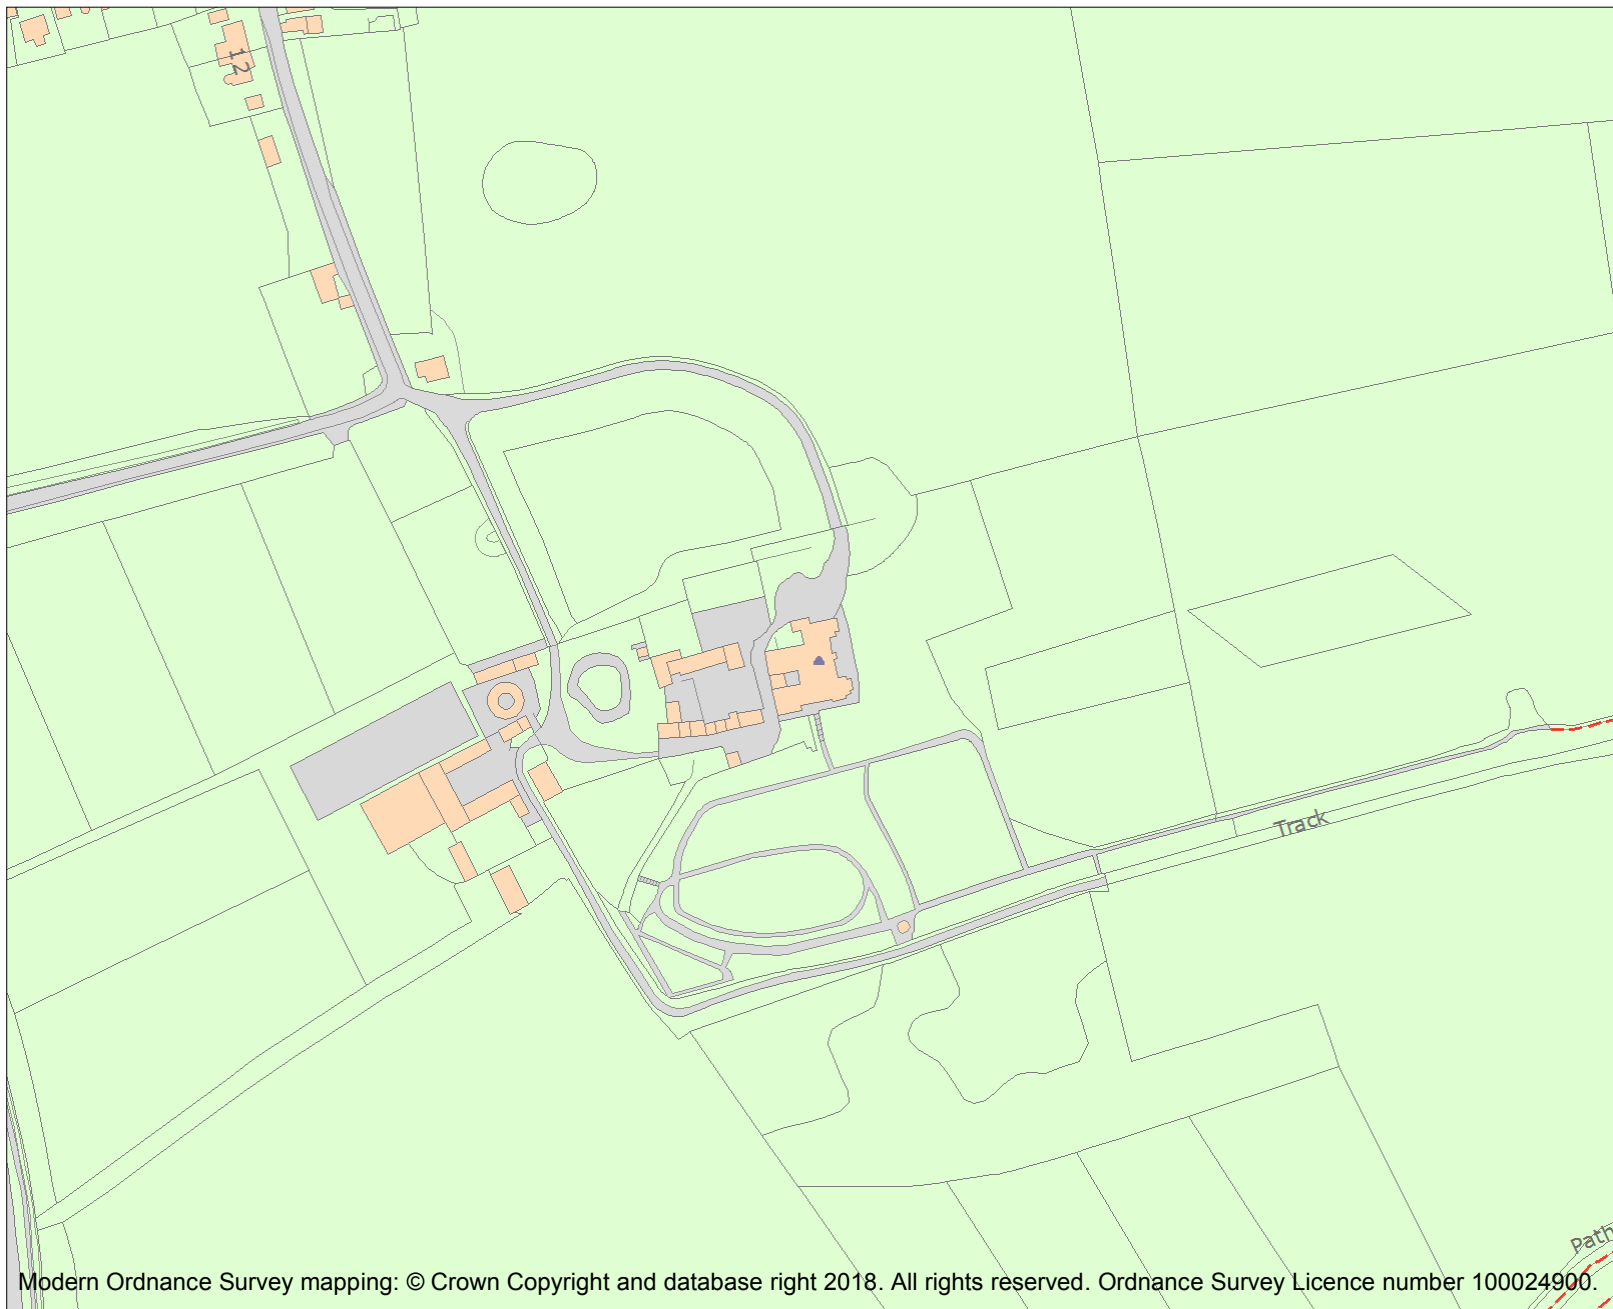 12
Track
Path
Modern Ordnance Survey mapping: © Crown Copyright and database right 2018. All rights reserved. Ordnance Survey Licence number 100024900.